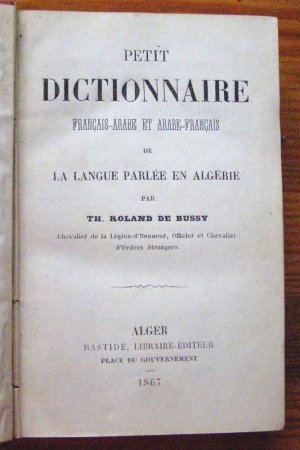 PETIT
DICTIONNAIRE
FRANÇAIS-ARABE ET ARABE-FRANÇAIS
DE
LA LANGUE PARLÉE EN ALGÉRIE
PAR
TH. ROLAND DE BUSSY
Chevalier de la Légion-d'Honneur, Officier et Chevalier
d'Ordres étrangers.
ALGER
BASTIDE, LIBRAIRE-ÉDITEUR
PLACE DU GOUVERNEMENT
—
1867